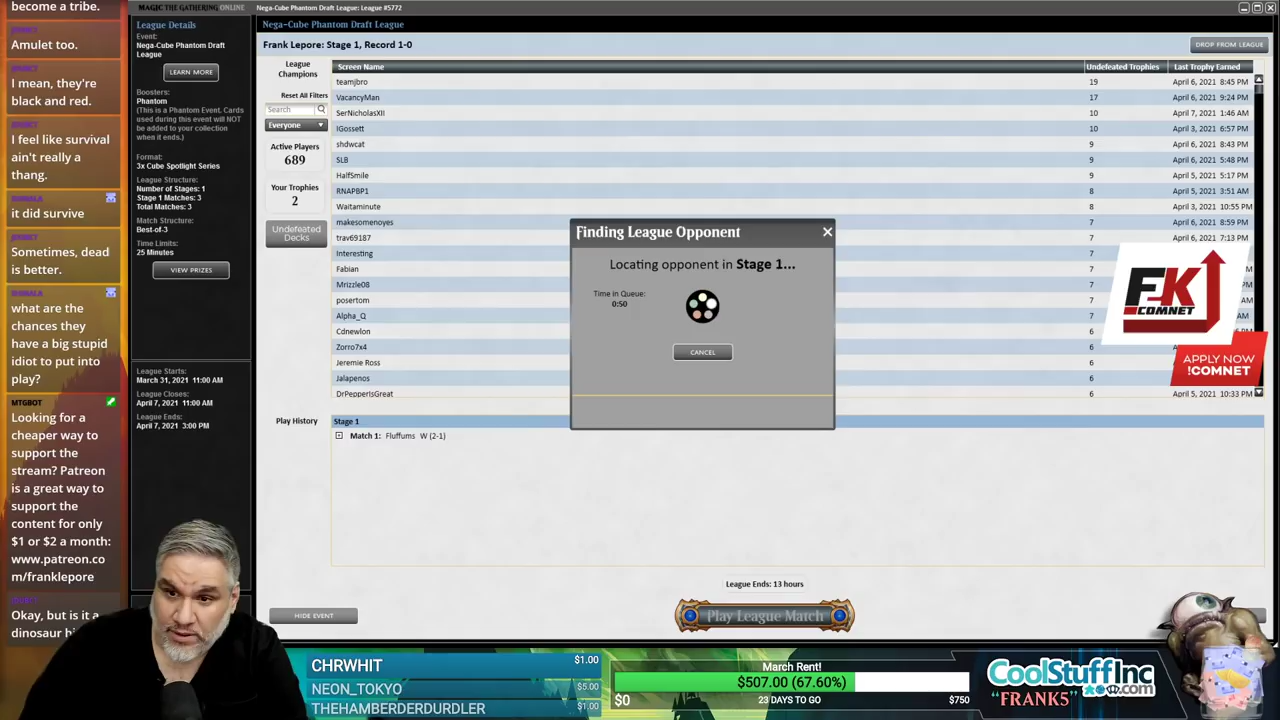 become a tribe.
Amulet too.
I mean, they're
black and red.
I feel like survival
ain't really a
thang.
it did survive
Sometimes, dead
is better.
what are the
chances they
have a big stupid
idiot to put into
play?
MTGBOT
Looking for a
cheaper way to
support the
stream? Patreon
is a great way to
support the
content for only
$1 or $2 a month:
www.patreon.co
m/franklepore
Okay, but is it a
MAGIC THE GATHERING ONLINE
League Details
Event:
Nega-Cube Phantom Draft
League
LEARN MORE
Boosters:
Phantom
(This is a Phantom Event. Cards
used during this event will NOT
be added to your collection
when it ends.)
Format:
3x Cube Spotlight Series
League Structure:
Number of Stages: 1
Stage 1 Matches: 3
Total Matches: 3
Match Structure:
Best-of-3
Time Limits:
25 Minutes
VIEW PRIZES
League Starts:
March 31, 2021 11:00 AM
League Closes:
April 7, 2021 11:00 AM
League Ends:
April 7, 2021 3:00 PM
Nega-Cube Phantom Draft League: League #5772
Nega-Cube Phantom Draft League
Frank Lepore: Stage 1, Record 1-0
DROP FROM LEAGUE
League
Champions
Reset All Filters
Search
Everyone
Active Players
689
Your Trophies
2
Undefeated
Decks
Screen Name Undefeated Trophies Last Trophy Earned
teamjbro 19 April 6, 2021 8:45 PM
VacancyMan 17 April 6, 2021 9:24 PM
SerNicholasXII 10 April 7, 2021 1:46 AM
IGossett 10 April 3, 2021 6:57 PM
shdwcat 9 April 6, 2021 8:43 PM
SLB 9 April 6, 2021 5:48 PM
HalfSmile 9 April 5, 2021 5:17 PM
RNAPBP1 8 April 5, 2021 3:51 AM
Waitaminute 8 April 3, 2021 10:55 PM
makesomenoyes 7 April 6, 2021 8:59 PM
trav69187 7 April 6, 2021 7:13 PM
Interesting 7
Fabian 7
Mrizzle08 7
posertom 7
Alpha_Q 7
Cdnewlon 6
Zorro7x4 6
Jeremie Ross 6
Jalapenos 6
DrPepperIsGreat 6 April 5, 2021 10:33 PM
Finding League Opponent
Locating opponent in Stage 1...
Time in Queue:
0:50
CANCEL
Play History
Stage 1
Match 1: Fluffums W (2-1)
League Ends: 13 hours
HIDE EVENT
Play League Match
FK
COMNET
APPLY NOW
!COMNET
CHRWHIT $1.00
NEON_TOKYO $5.00
THEHAMBERDERDURDLER $1.00
March Rent!
$507.00 (67.60%)
$0
23 DAYS TO GO
$750
CoolStuffInc
.com
"FRANKS"